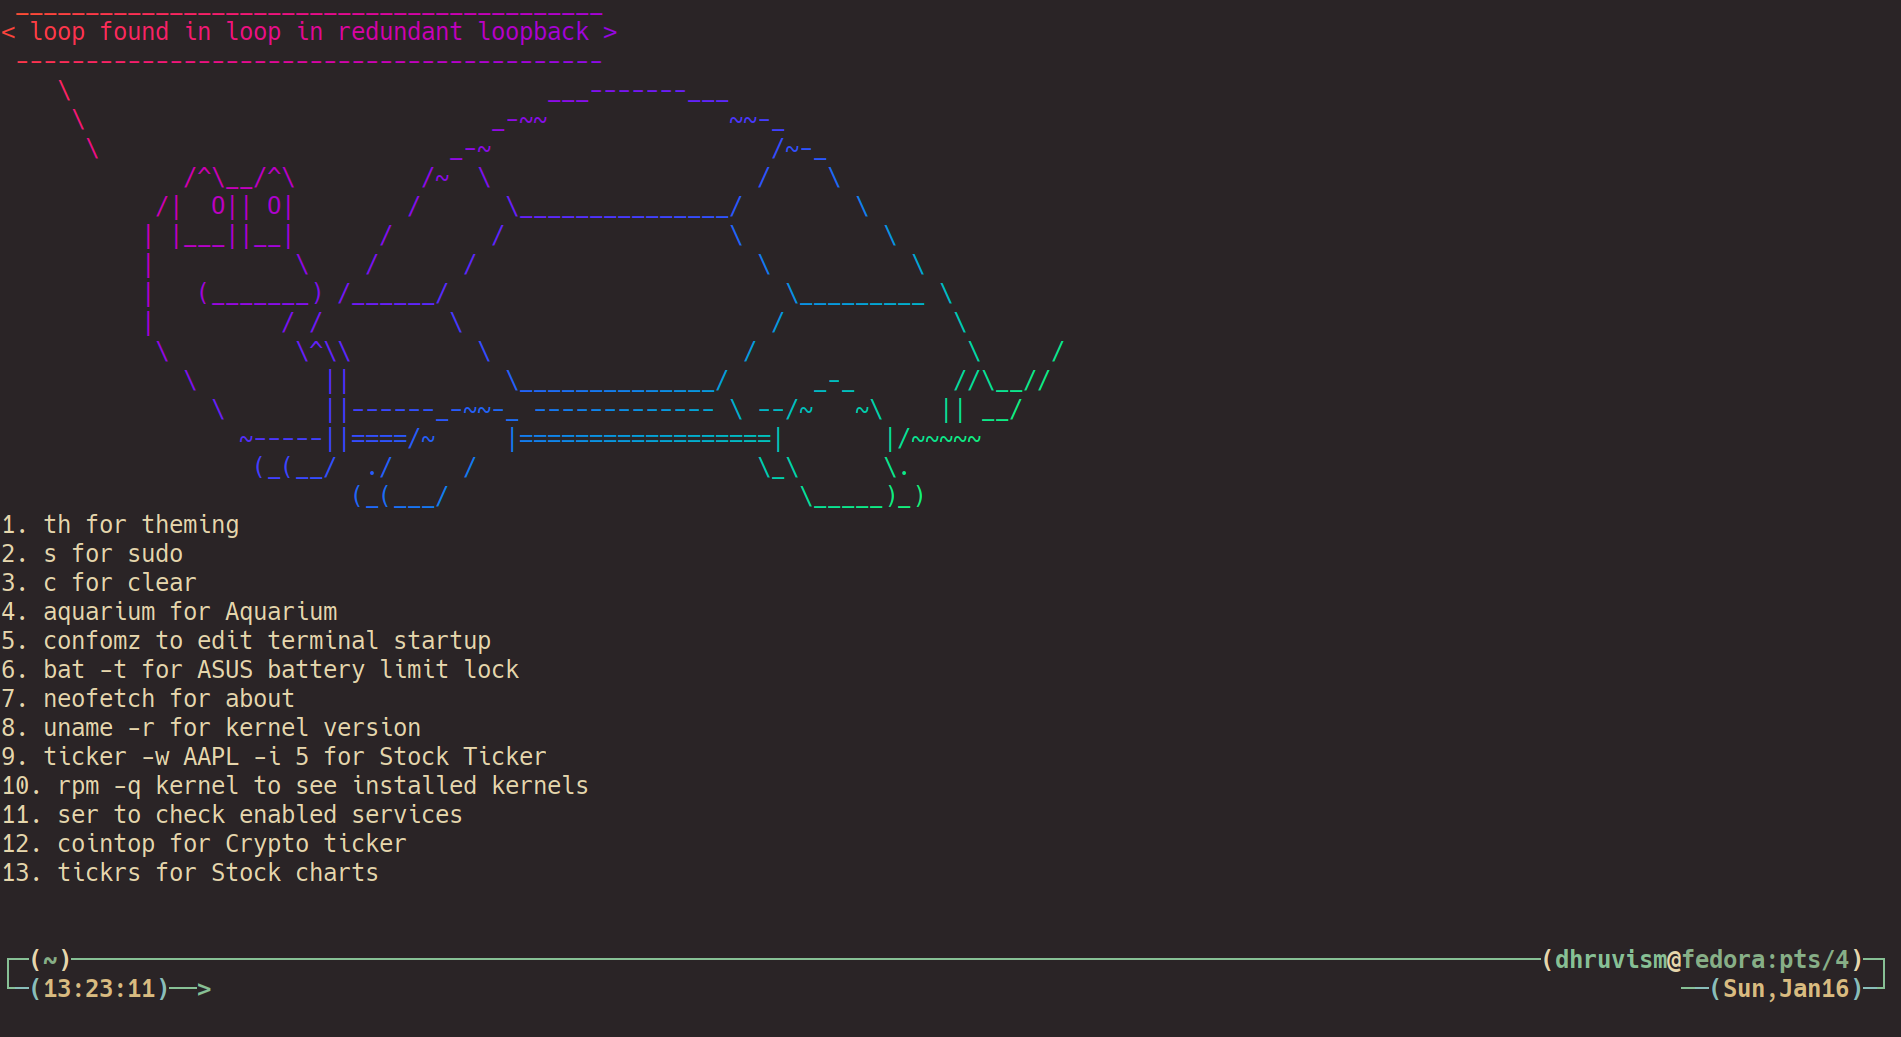 < loop found in loop in redundant loopback >
1. th for theming
2. s for sudo
3. c for clear
4. aquarium for Aquarium
5. confomz to edit terminal startup
6. bat -t for ASUS battery limit lock
7. neofetch for about
8. uname -r for kernel version
9. ticker -w AAPL -i 5 for Stock Ticker
10. rpm -q kernel to see installed kernels
11. ser to check enabled services
12. cointop for Crypto ticker
13. tickrs for Stock charts
(~) (dhruvism@fedora:pts/4)
(13:23:11)—> —(Sun,Jan16)